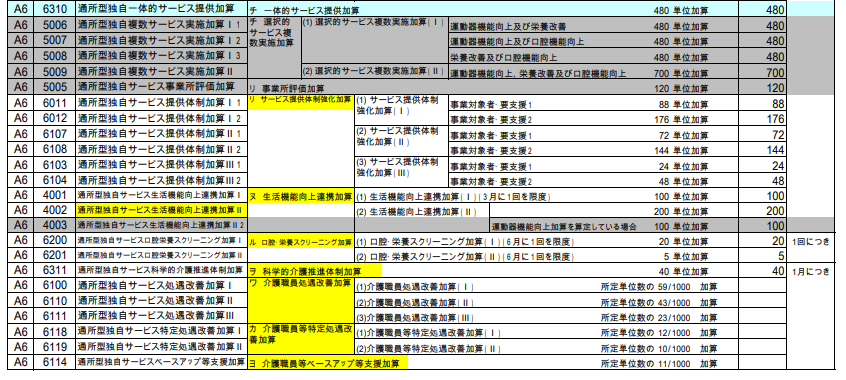 A6 6310 通所型独自一体的サービス提供加算 チ 一体的サービス提供加算 480 単位加算 480
A6 5006 通所型独自複数サービス実施加算Ⅰ1 チ 選択的サービス複数実施加算 (1) 選択的サービス複数実施加算(Ⅰ) 運動器機能向上及び栄養改善 480 単位加算 480
A6 5007 通所型独自複数サービス実施加算Ⅰ2 運動器機能向上及び口腔機能向上 480 単位加算 480
A6 5008 通所型独自複数サービス実施加算Ⅰ3 栄養改善及び口腔機能向上 480 単位加算 480
A6 5009 通所型独自複数サービス実施加算Ⅱ (2) 選択的サービス複数実施加算(Ⅱ) 運動器機能向上、栄養改善及び口腔機能向上 700 単位加算 700
A6 5005 通所型独自サービス事業所評価加算 リ 事業所評価加算 120 単位加算 120
A6 6011 通所型独自サービス提供体制加算Ⅰ1 リ サービス提供体制強化加算 (1) サービス提供体制強化加算(Ⅰ) 事業対象者・要支援1 88 単位加算 88
A6 6012 通所型独自サービス提供体制加算Ⅰ2 事業対象者・要支援2 176 単位加算 176
A6 6107 通所型独自サービス提供体制加算Ⅱ1 (2) サービス提供体制強化加算(Ⅱ) 事業対象者・要支援1 72 単位加算 72
A6 6108 通所型独自サービス提供体制加算Ⅱ2 事業対象者・要支援2 144 単位加算 144
A6 6103 通所型独自サービス提供体制加算Ⅲ1 (3) サービス提供体制強化加算(Ⅲ) 事業対象者・要支援1 24 単位加算 24
A6 6104 通所型独自サービス提供体制加算Ⅲ2 事業対象者・要支援2 48 単位加算 48
A6 4001 通所型独自サービス生活機能向上連携加算Ⅰ ヌ 生活機能向上連携加算 (1) 生活機能向上連携加算(Ⅰ)(3月に1回を限度) 100 単位加算 100
A6 4002 通所型独自サービス生活機能向上連携加算Ⅱ (2) 生活機能向上連携加算(Ⅱ) 200 単位加算 200
A6 4003 通所型独自サービス生活機能向上連携加算Ⅱ2 運動器機能向上加算を算定している場合 100 単位加算 100
A6 6200 通所型独自サービス口腔栄養スクリーニング加算Ⅰ ル 口腔・栄養スクリーニング加算 (1) 口腔・栄養スクリーニング加算(Ⅰ)(6月に1回を限度) 20 単位加算 20 1回につき
A6 6201 通所型独自サービス口腔栄養スクリーニング加算Ⅱ (2) 口腔・栄養スクリーニング加算(Ⅱ)(6月に1回を限度) 5 単位加算 5
A6 6311 通所型独自サービス科学的介護推進体制加算 ヲ 科学的介護推進体制加算 40 単位加算 40 1月につき
A6 6100 通所型独自サービス処遇改善加算Ⅰ ワ 介護職員処遇改善加算 (1)介護職員処遇改善加算(Ⅰ) 所定単位数の 59/1000 加算
A6 6110 通所型独自サービス処遇改善加算Ⅱ (2)介護職員処遇改善加算(Ⅱ) 所定単位数の 43/1000 加算
A6 6111 通所型独自サービス処遇改善加算Ⅲ (3)介護職員処遇改善加算(Ⅲ) 所定単位数の 23/1000 加算
A6 6118 通所型独自サービス特定処遇改善加算Ⅰ カ 介護職員等特定処遇改善加算 (1)介護職員等特定処遇改善加算(Ⅰ) 所定単位数の 12/1000 加算
A6 6119 通所型独自サービス特定処遇改善加算Ⅱ (2)介護職員等特定処遇改善加算(Ⅱ) 所定単位数の 10/1000 加算
A6 6114 通所型独自サービスベースアップ等支援加算 ヨ 介護職員等ベースアップ等支援加算 所定単位数の 11/1000 加算